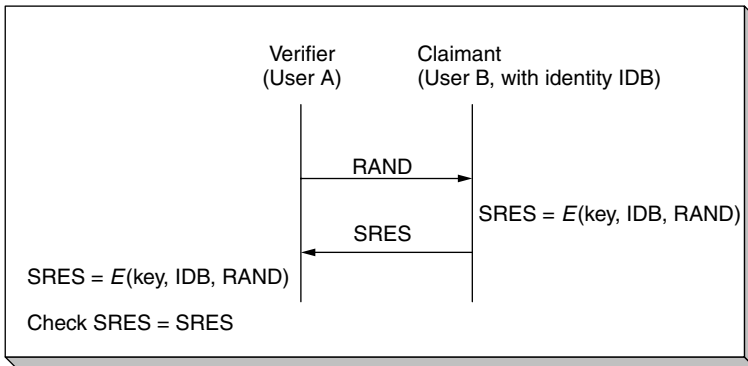 Verifier
(User A)
Claimant
(User B, with identity IDB)
RAND
SRES = E(key, IDB, RAND)
SRES
SRES = E(key, IDB, RAND)
Check SRES = SRES